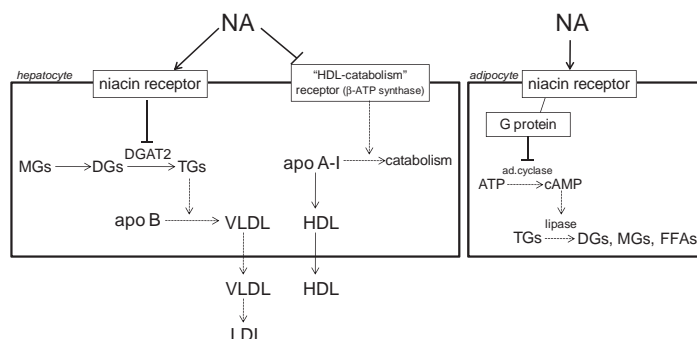 NA
NA
hepatocyte
niacin receptor
"HDL-catabolism"
receptor (β-ATP synthase)
adipocyte
niacin receptor
G protein
DGAT2
MGs DGs TGs
apo A-I catabolism
ad.cyclase
ATP cAMP
apo B VLDL HDL
lipase
TGs DGs, MGs, FFAs
VLDL HDL
LDL